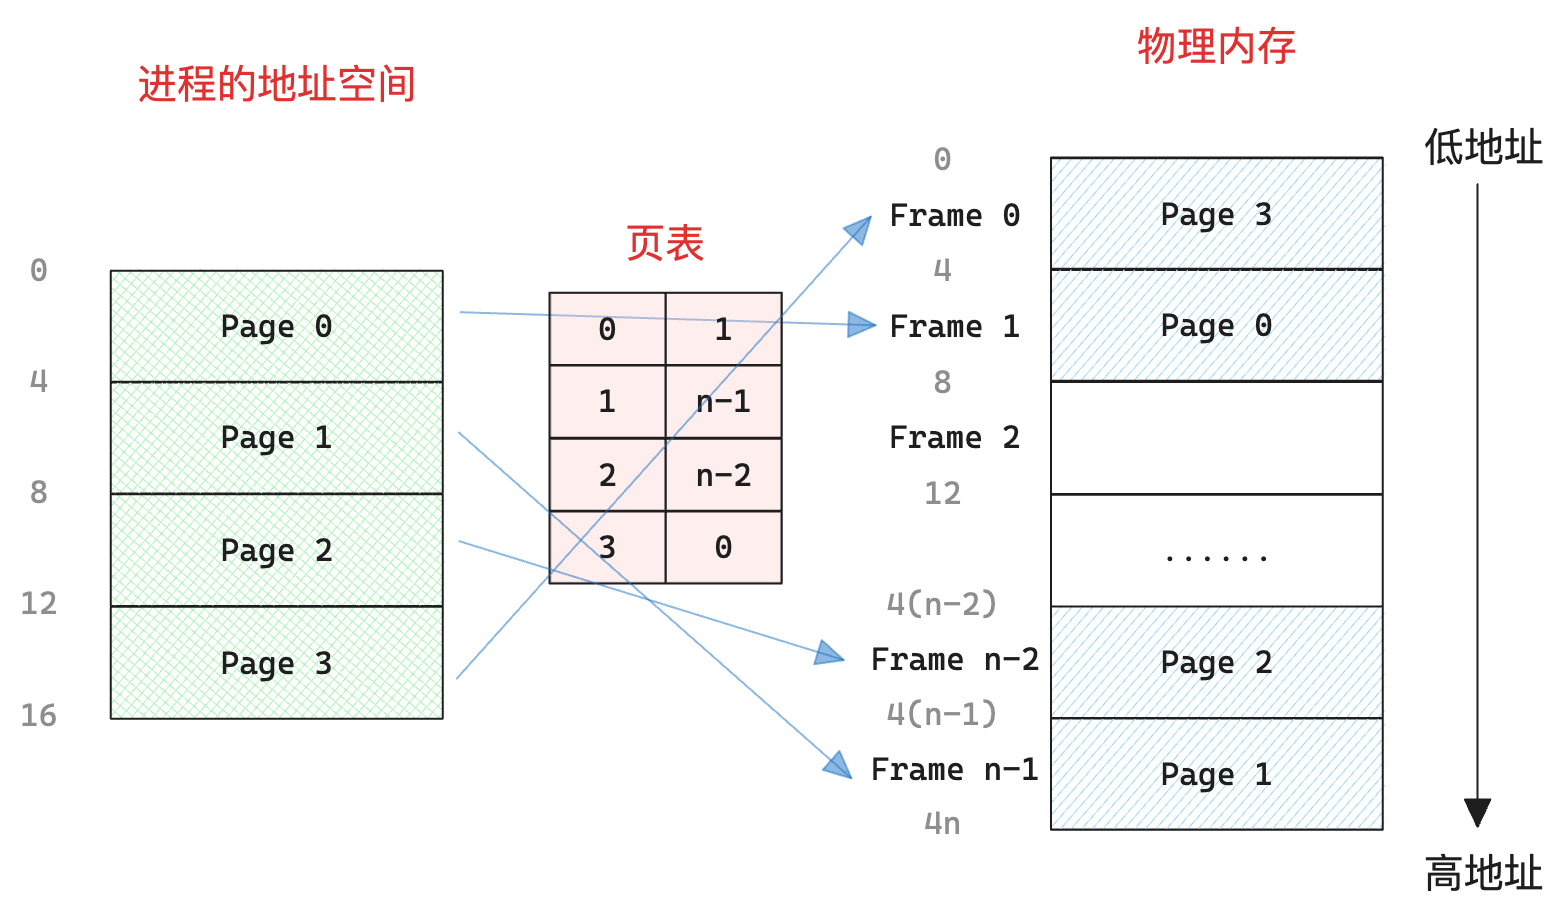 进程的地址空间
0
Page 0
4
Page 1
8
Page 2
12
Page 3
16
页表
0 1
1 n-1
2 n-2
3 0
物理内存
0
Frame 0 Page 3
4
Frame 1 Page 0
8
Frame 2
12
......
4(n-2)
Frame n-2 Page 2
4(n-1)
Frame n-1 Page 1
4n
低地址
高地址